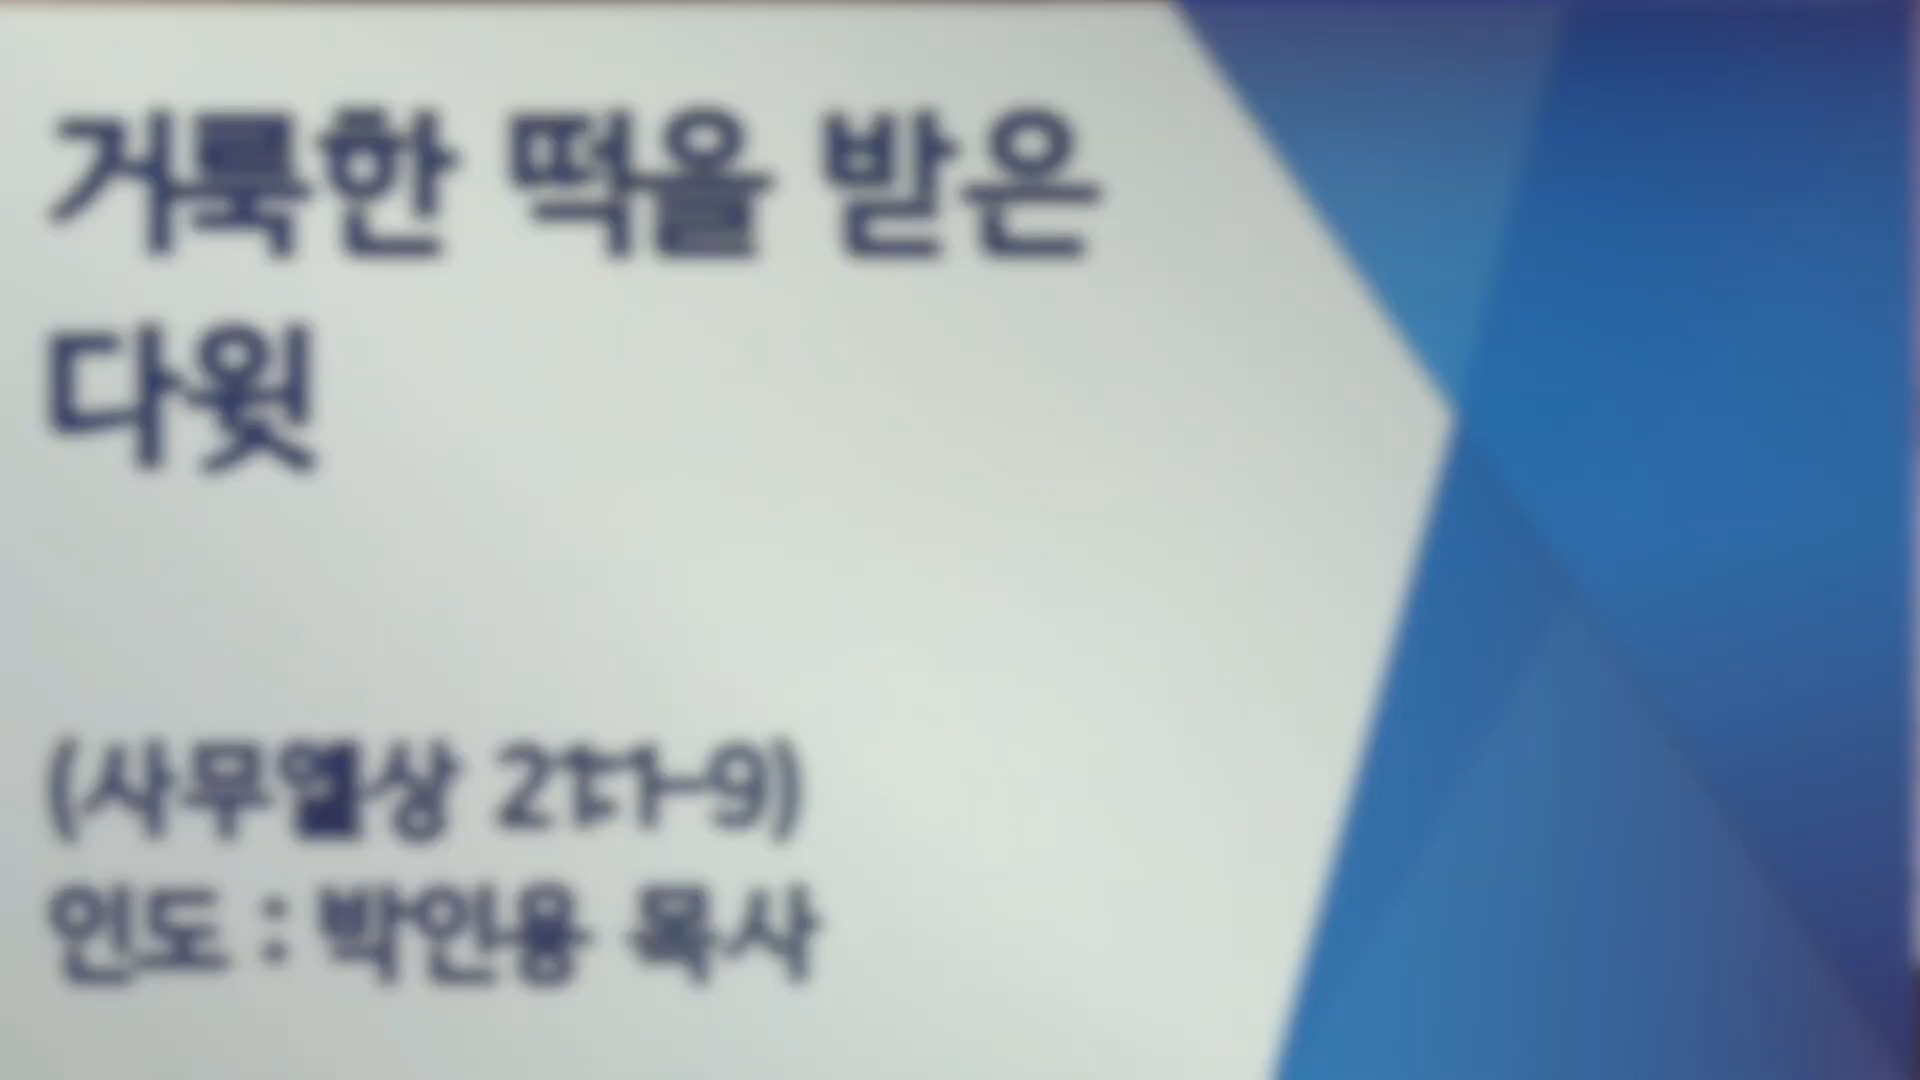 거룩한 떡을 받은
다윗
(사무엘상 21:1-9)
인도 : 박인용 목사